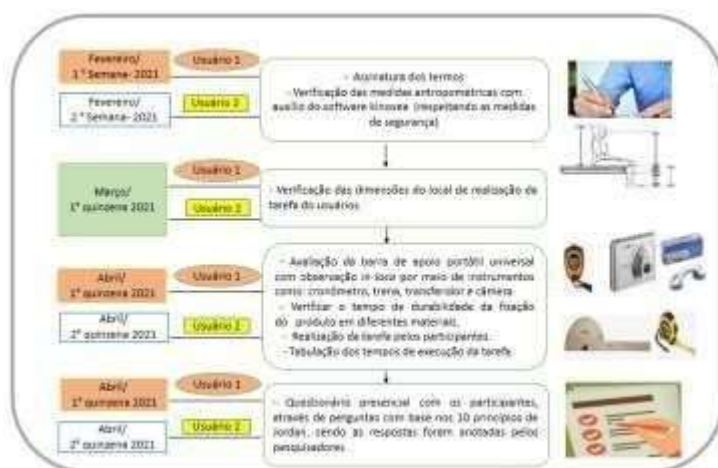 Fevereiro/
1ª Semana- 2021
Usuário 1
Fevereiro/
2ª Semana- 2021
Usuário 2
- Assinatura dos termos
- Verificação das medidas antropométricas com
auxílio do software kinovea (respeitando as medidas
de segurança)
Março/
1ª quinzena 2021
Usuário 1
Usuário 2
- Verificação das dimensões do local de realização da
tarefa do usuários
Abril/
1ª quinzena 2021
Usuário 1
Abril/
2ª quinzena 2021
Usuário 2
- Avaliação da barra de apoio portátil universal
com observação in-loco por meio de instrumentos
como: cronômetro, trena, transferidor e câmera
- Verificar o tempo de durabilidade da fixação
do produto em diferentes materiais.
- Realização da tarefa pelos participantes.
- Tabulação dos tempos de execução da tarefa
Abril/
1ª quinzena 2021
Usuário 1
Abril/
2ª quinzena 2021
Usuário 2
- Questionário presencial com os participantes,
através de perguntas com base nos 10 princípios de
Jordan, sendo as respostas foram anotadas pelos
pesquisadores